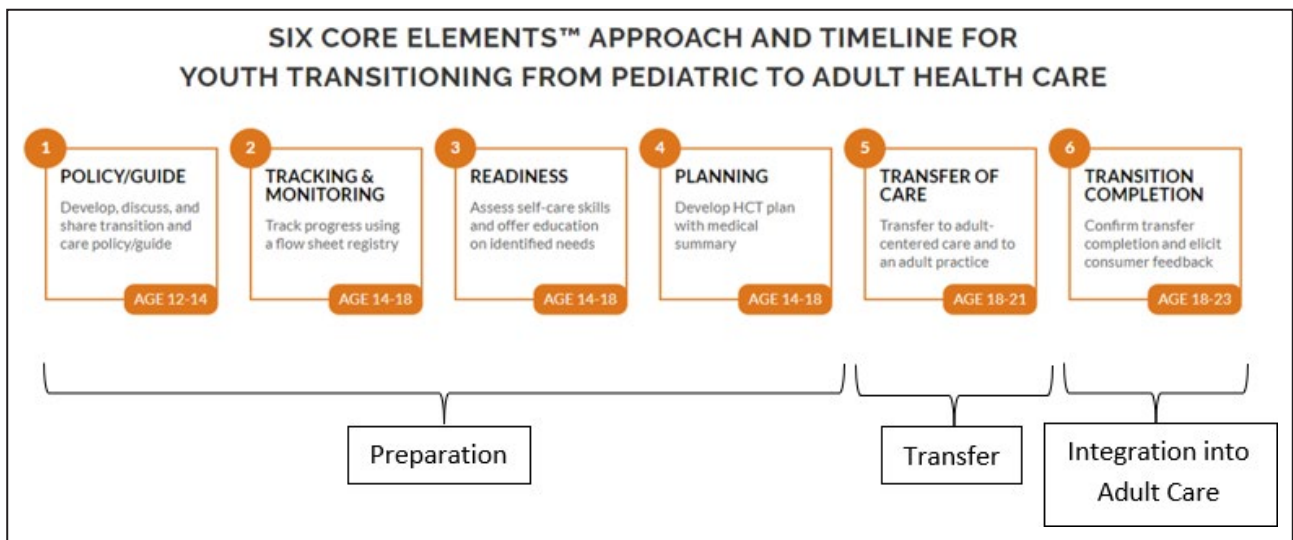 SIX CORE ELEMENTS™ APPROACH AND TIMELINE FOR
YOUTH TRANSITIONING FROM PEDIATRIC TO ADULT HEALTH CARE
1
POLICY/GUIDE
Develop, discuss, and
share transition and
care policy/guide
AGE 12-14
2
TRACKING &
MONITORING
Track progress using
a flow sheet registry
AGE 14-18
3
READINESS
Assess self-care skills
and offer education
on identified needs
AGE 14-18
4
PLANNING
Develop HCT plan
with medical
summary
AGE 14-18
5
TRANSFER OF
CARE
Transfer to adult-
centered care and to
an adult practice
AGE 18-21
6
TRANSITION
COMPLETION
Confirm transfer
completion and elicit
consumer feedback
AGE 18-23
Preparation
Transfer
Integration into
Adult Care